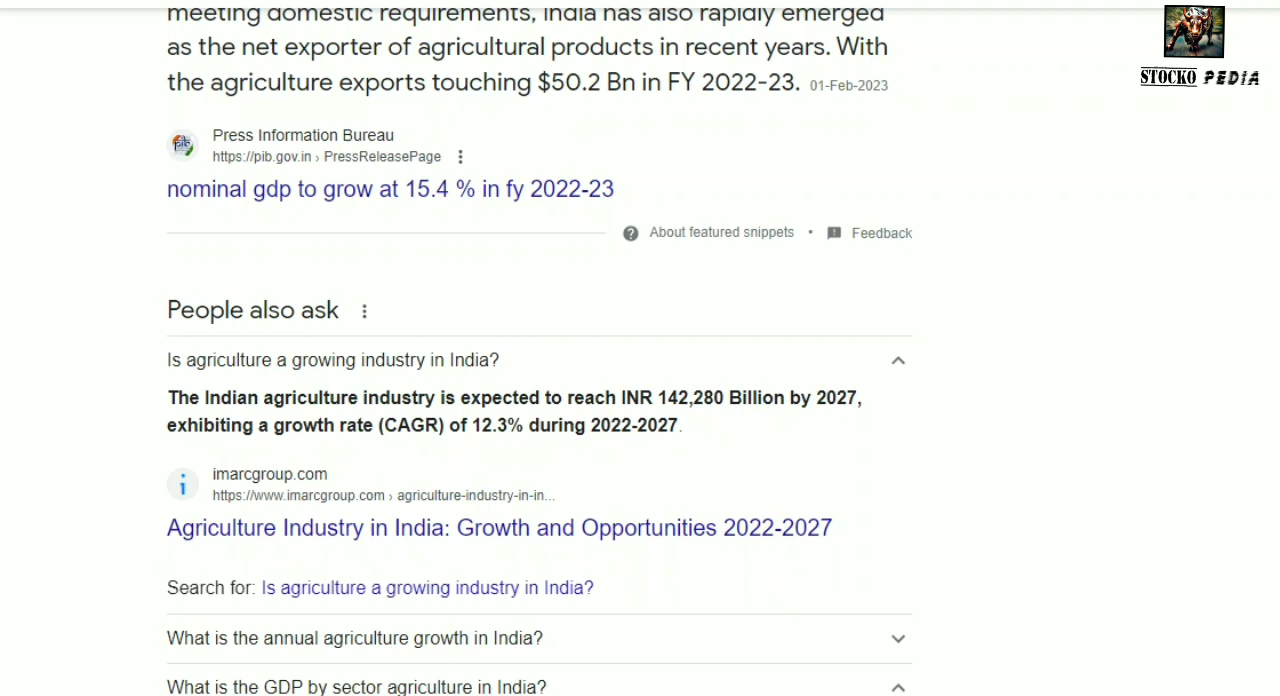 meeting domestic requirements, India has also rapidly emerged
as the net exporter of agricultural products in recent years. With
the agriculture exports touching $50.2 Bn in FY 2022-23. 01-Feb-2023
STOCKO PEDIA
Press Information Bureau
https://pib.gov.in › PressReleasePage
nominal gdp to grow at 15.4 % in fy 2022-23
About featured snippets • Feedback
People also ask
Is agriculture a growing industry in India?
The Indian agriculture industry is expected to reach INR 142,280 Billion by 2027,
exhibiting a growth rate (CAGR) of 12.3% during 2022-2027.
imarcgroup.com
https://www.imarcgroup.com › agriculture-industry-in-in...
Agriculture Industry in India: Growth and Opportunities 2022-2027
Search for: Is agriculture a growing industry in India?
What is the annual agriculture growth in India?
What is the GDP by sector agriculture in India?